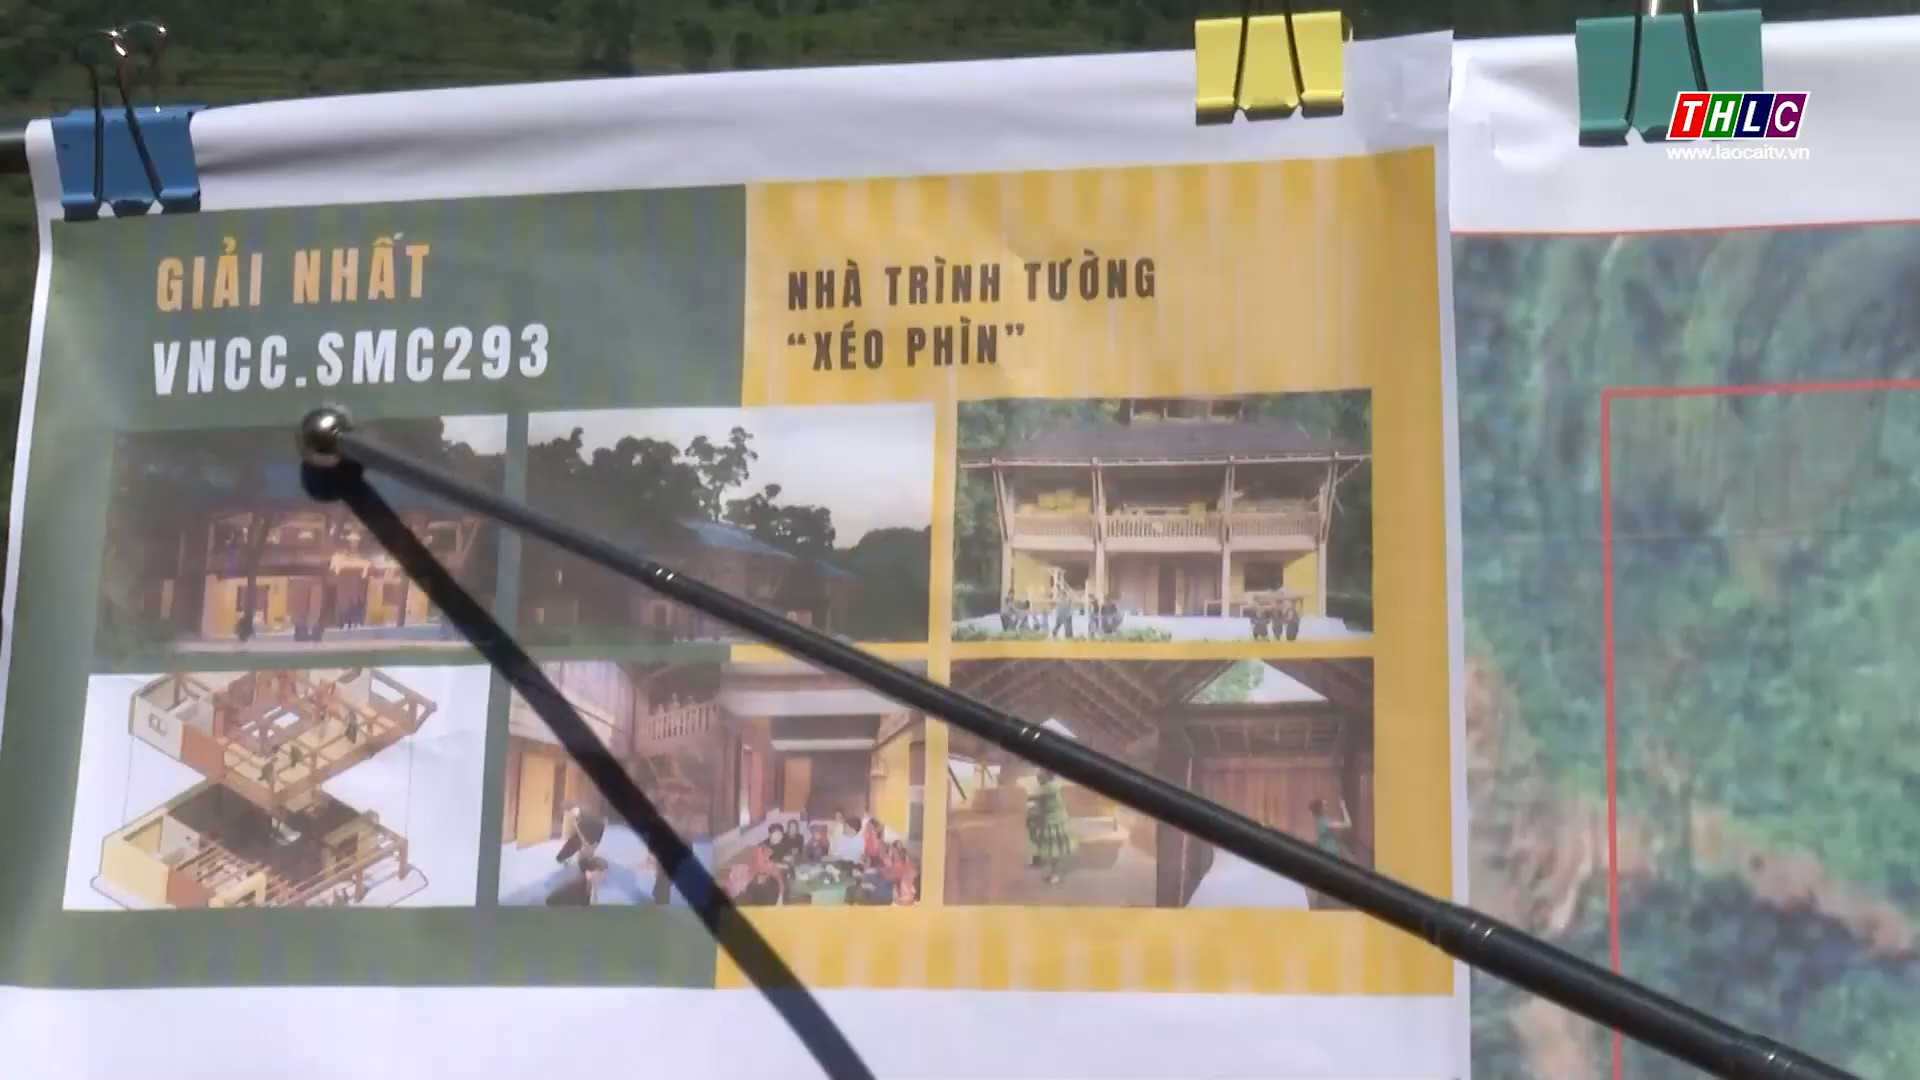 THLC
www.laocaitv.vn
GIẢI NHẤT
VNCC.SMC293
NHÀ TRÌNH TƯỜNG
“XÉO PHÌN”